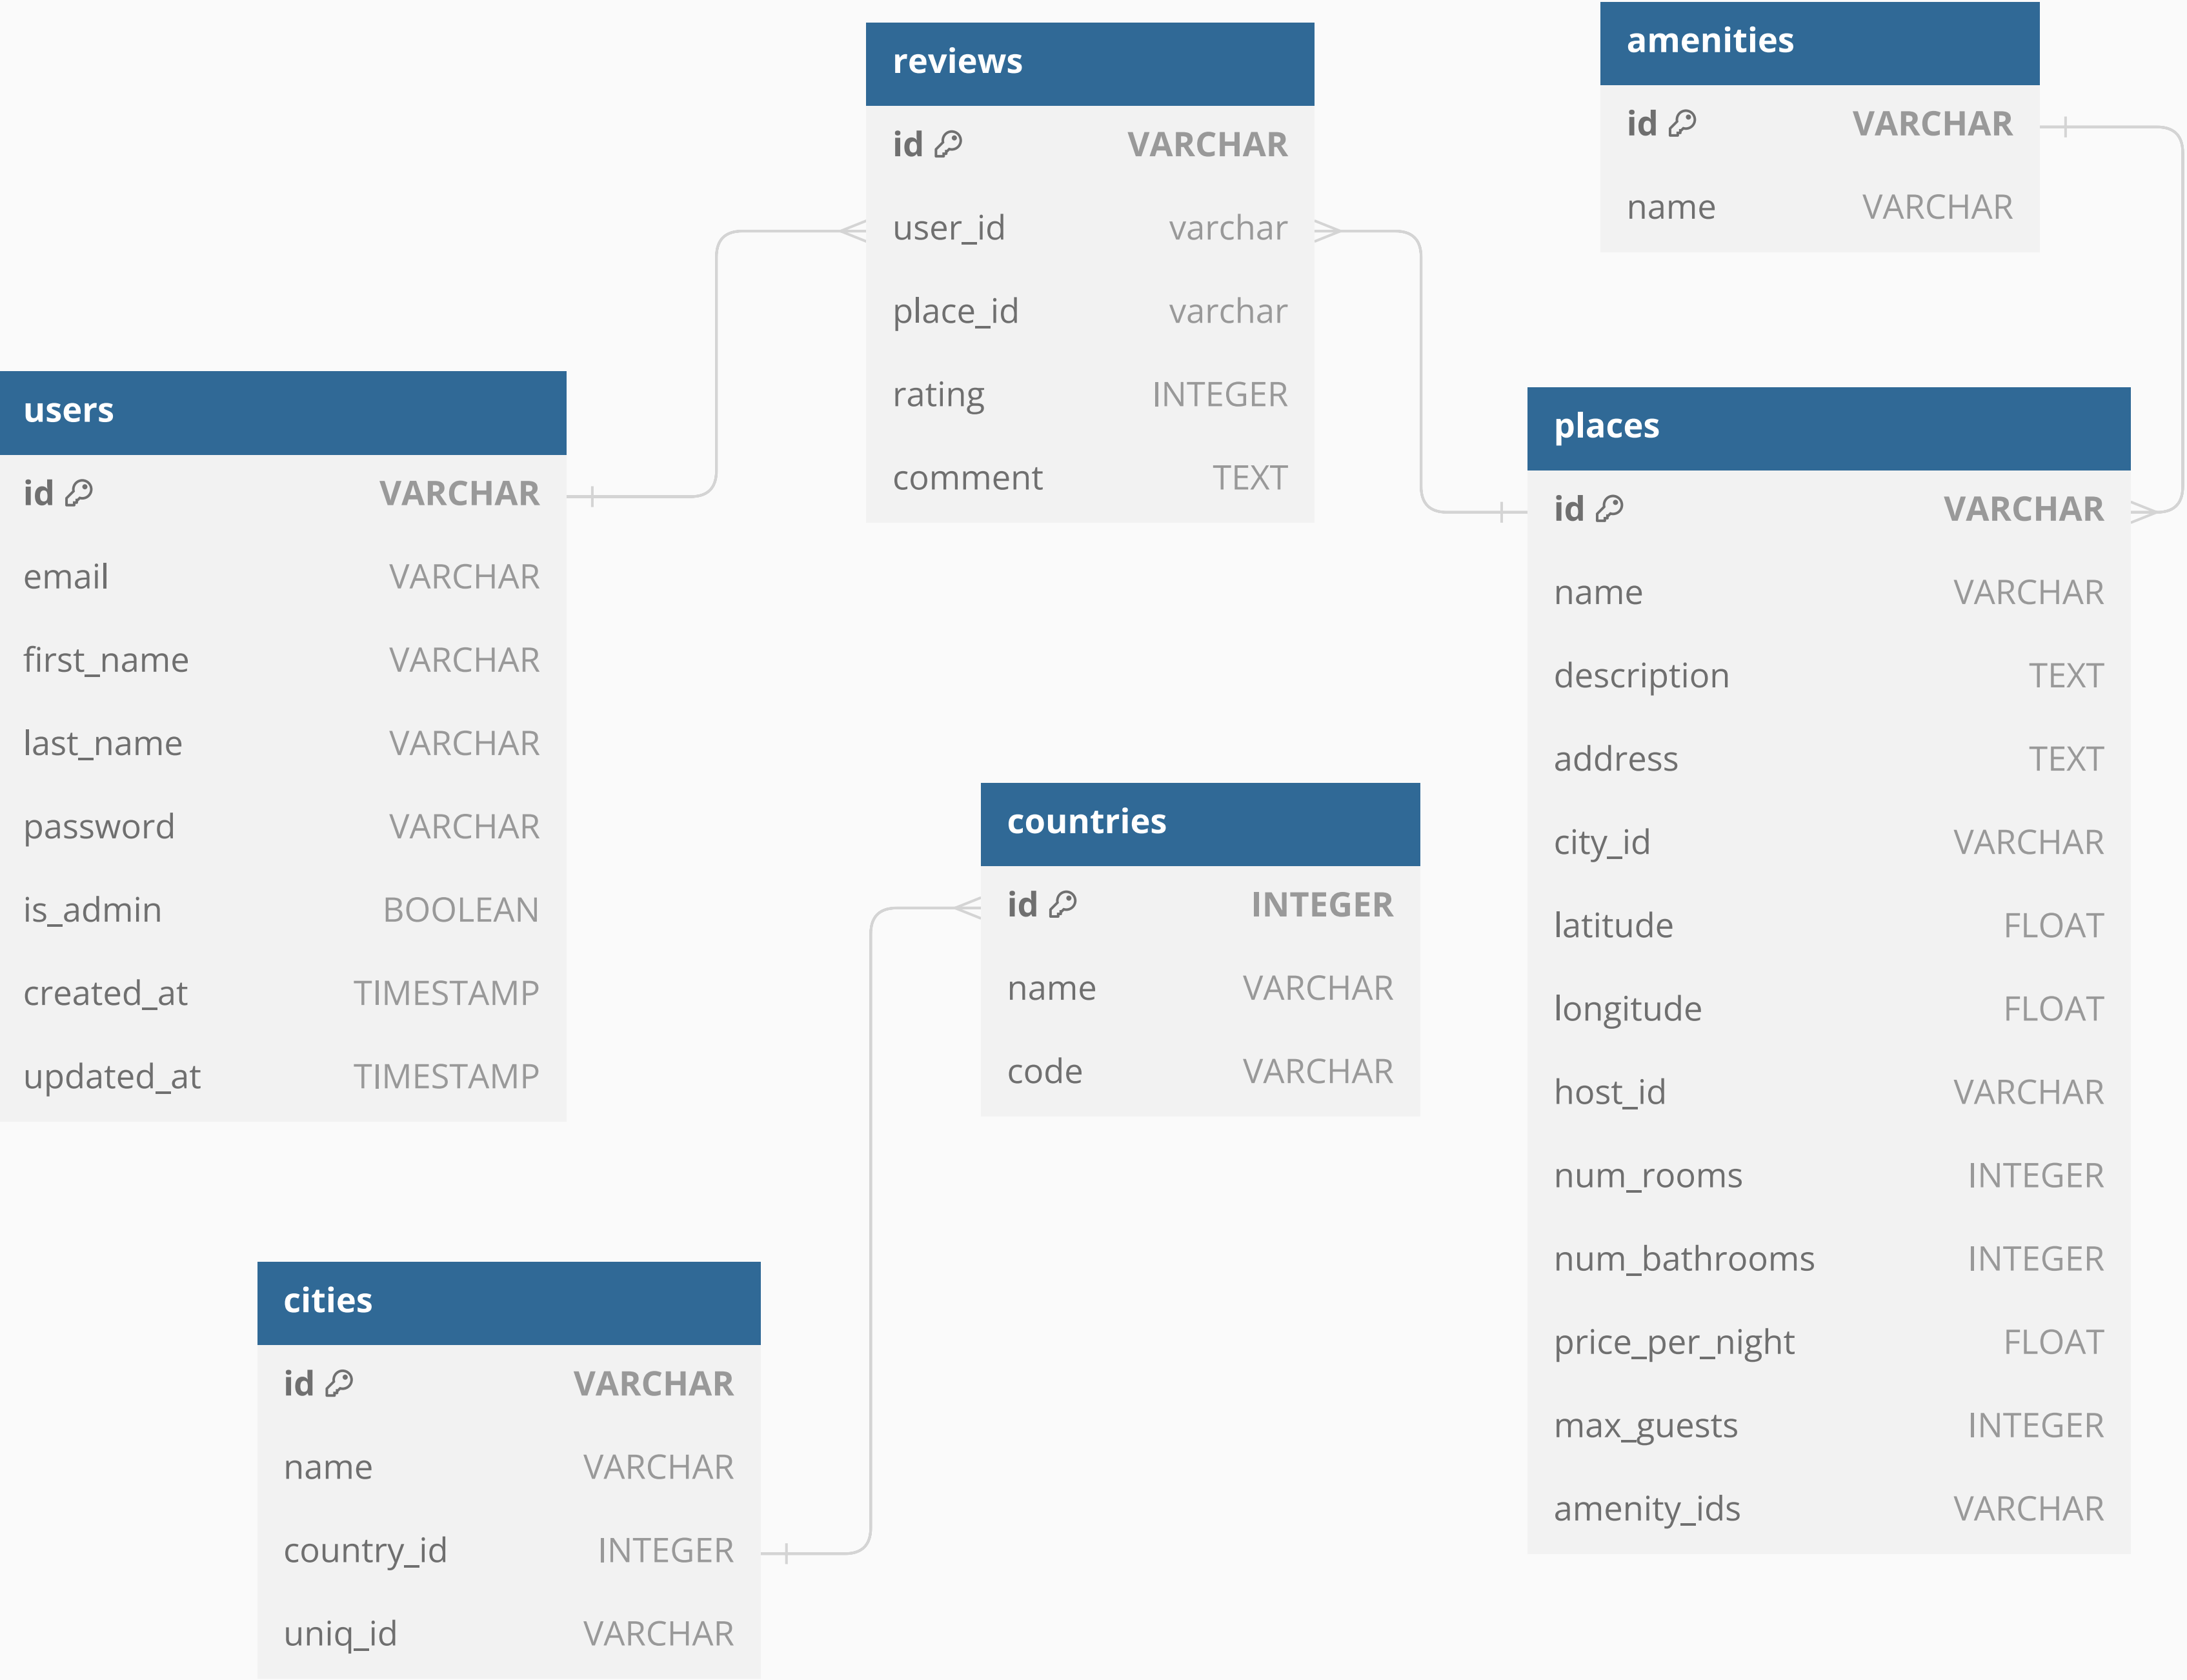 reviews
id VARCHAR
user_id varchar
place_id varchar
rating INTEGER
comment TEXT
amenities
id VARCHAR
name VARCHAR
users
id VARCHAR
email VARCHAR
first_name VARCHAR
last_name VARCHAR
password VARCHAR
is_admin BOOLEAN
created_at TIMESTAMP
updated_at TIMESTAMP
places
id VARCHAR
name VARCHAR
description TEXT
address TEXT
city_id VARCHAR
latitude FLOAT
longitude FLOAT
host_id VARCHAR
num_rooms INTEGER
num_bathrooms INTEGER
price_per_night FLOAT
max_guests INTEGER
amenity_ids VARCHAR
countries
id INTEGER
name VARCHAR
code VARCHAR
cities
id VARCHAR
name VARCHAR
country_id INTEGER
uniq_id VARCHAR